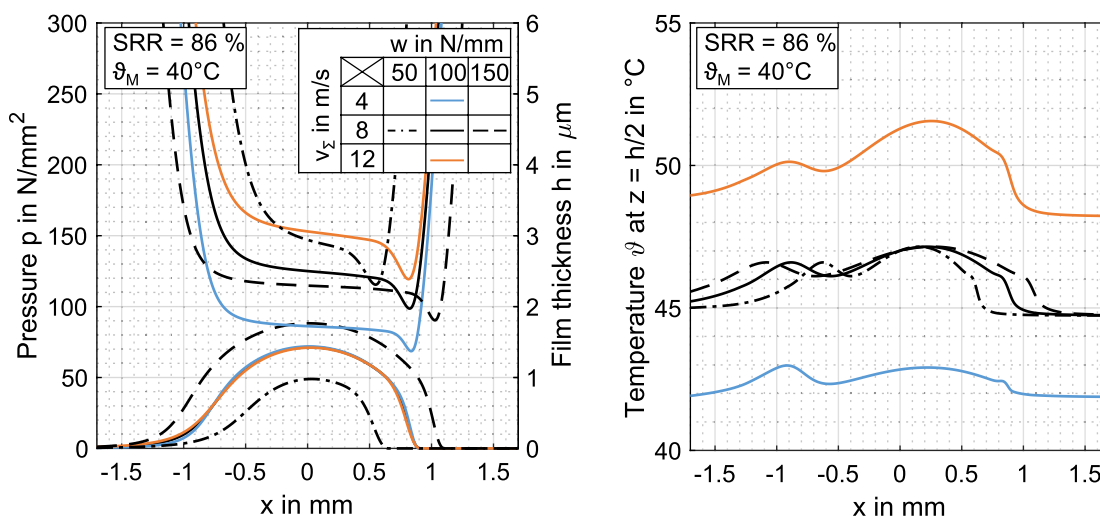 SRR = 86 %
ϑM = 40°C
w in N/mm
50 100 150
vΣ in m/s
4
8
12
Pressure p in N/mm²
300
250
200
150
100
50
0
Film thickness h in μm
6
5
4
3
2
1
0
-1.5 -1 -0.5 0 0.5 1 1.5
x in mm
SRR = 86 %
ϑM = 40°C
Temperature ϑ at z = h/2 in °C
55
50
45
40
-1.5 -1 -0.5 0 0.5 1 1.5
x in mm